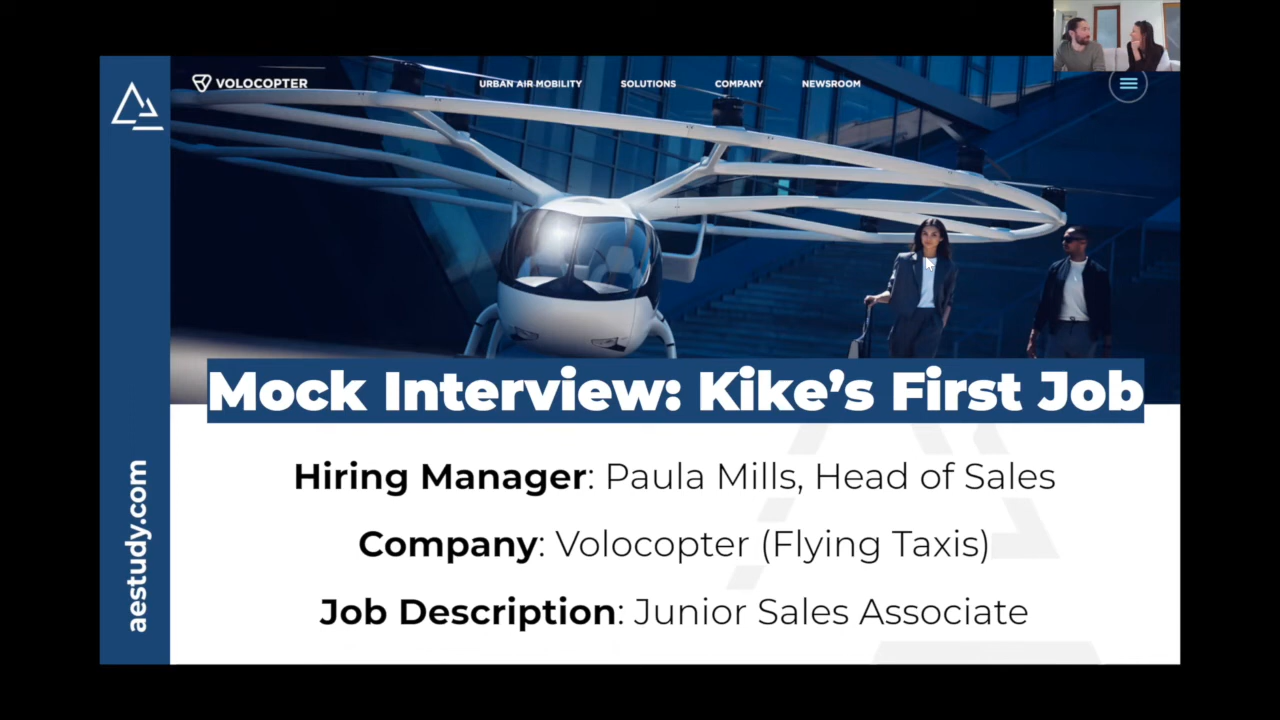 VOLOCOPTER
URBAN AIR MOBILITY
SOLUTIONS
COMPANY
NEWSROOM
Mock Interview: Kike's First Job
Hiring Manager: Paula Mills, Head of Sales
Company: Volocopter (Flying Taxis)
Job Description: Junior Sales Associate
aestudy.com